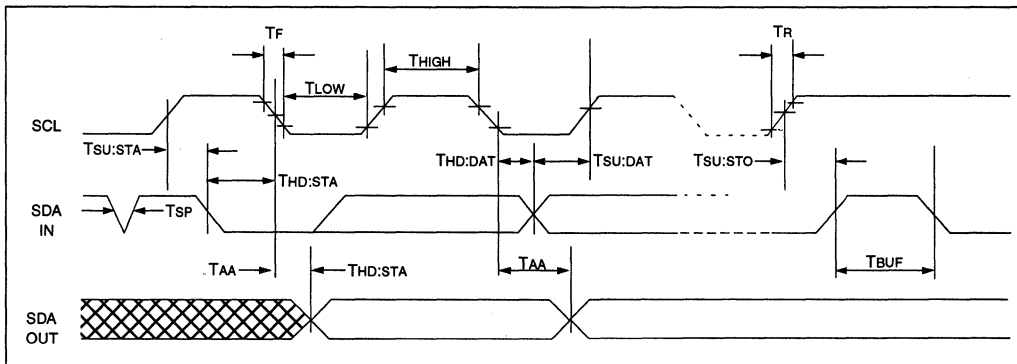 TF
TR
THIGH
TLOW
SCL
TSU:STA
THD:DAT
TSU:DAT
TSU:STO
THD:STA
SDA
IN
TSP
TAA
THD:STA
TAA
TBUF
SDA
OUT